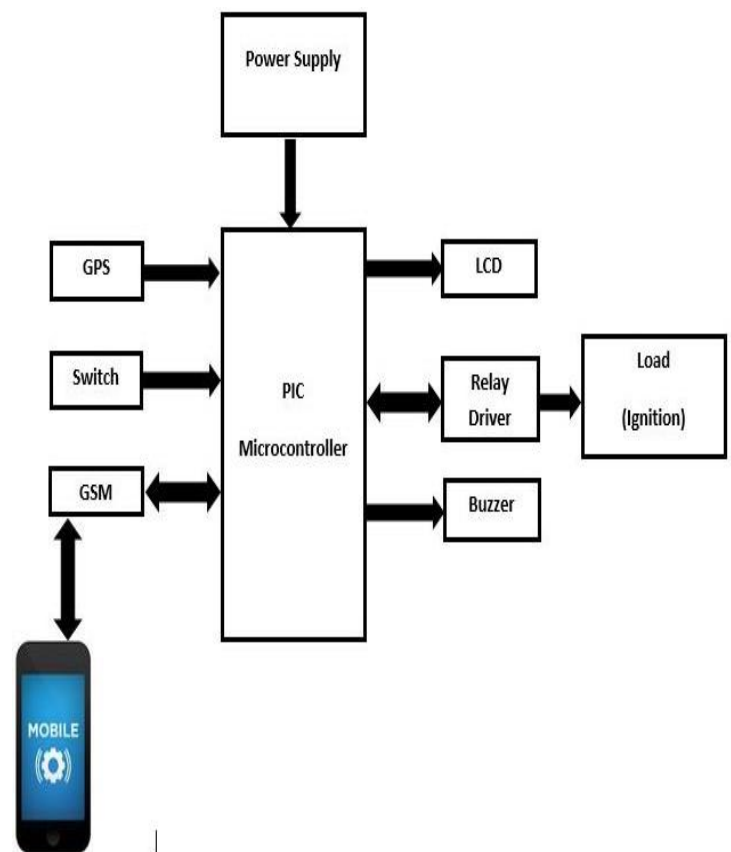 Power Supply
GPS
LCD
Switch
PIC
Microcontroller
Relay
Driver
Load
(Ignition)
GSM
Buzzer
MOBILE